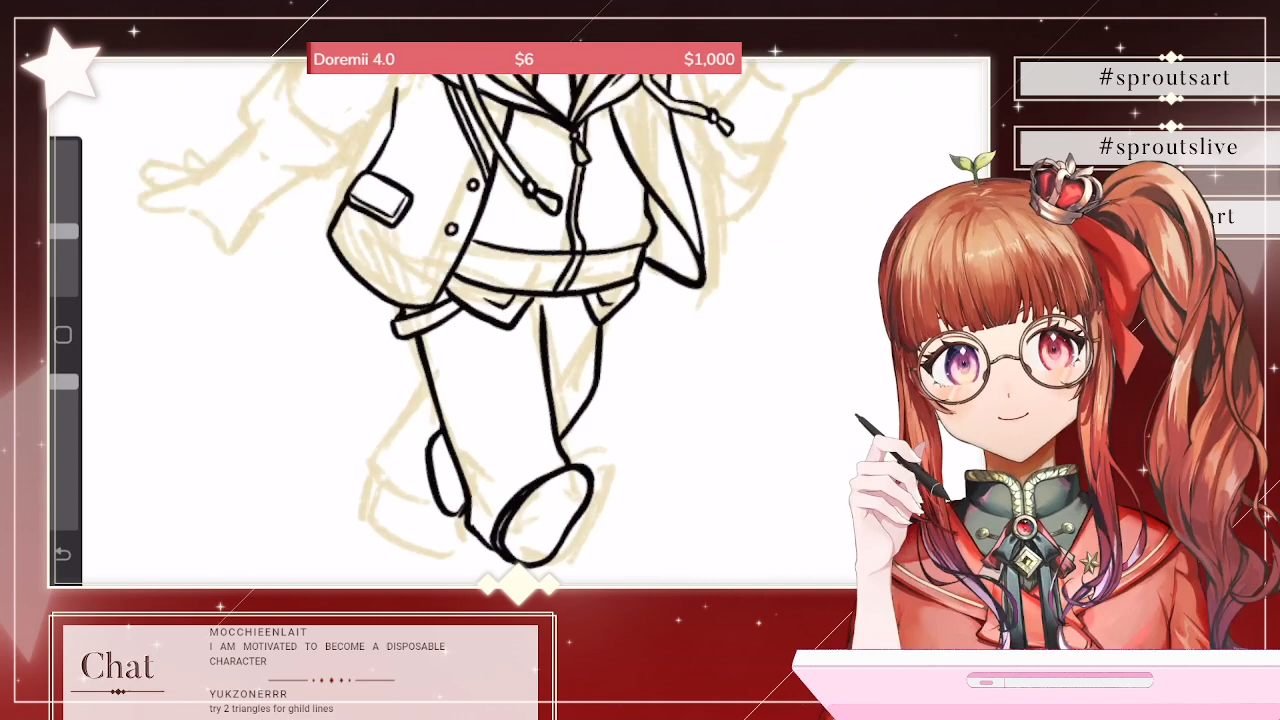 Doremii 4.0 $6 $1,000
#sproutsart
#sproutslive
art
Chat
MOCCHIEENLAIT
I AM MOTIVATED TO BECOME A DISPOSABLE
CHARACTER
YUKZONERRR
try 2 triangles for ghild lines